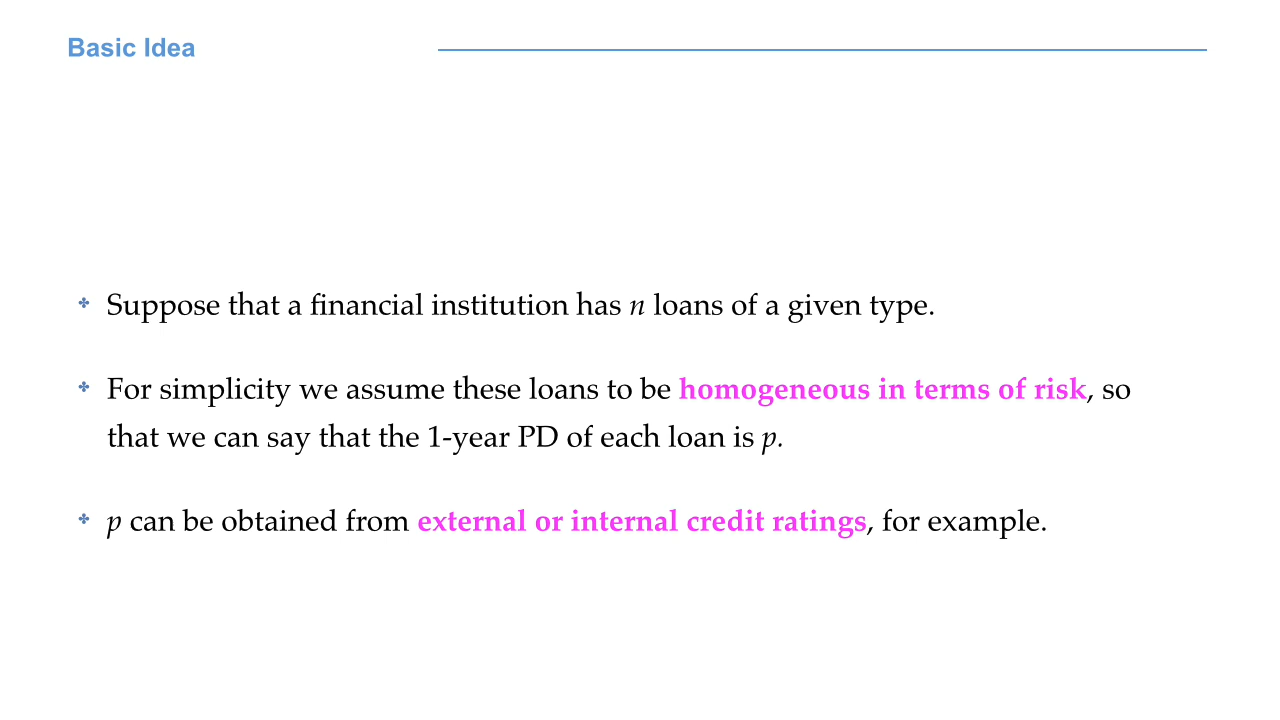 Basic Idea
✤ Suppose that a financial institution has n loans of a given type.
✤ For simplicity we assume these loans to be homogeneous in terms of risk, so
that we can say that the 1-year PD of each loan is p.
✤ p can be obtained from external or internal credit ratings, for example.